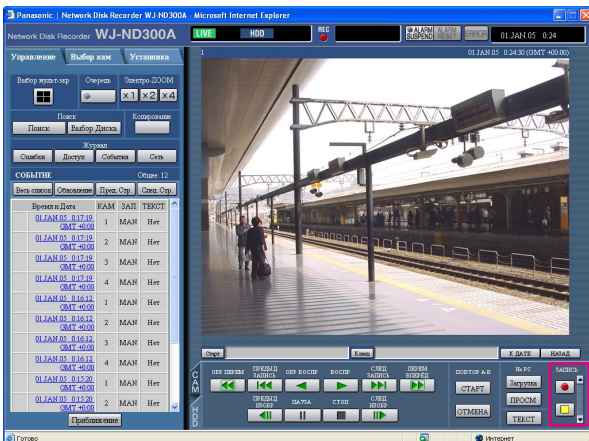 Panasonic | Network Disk Recorder WJ-ND300A - Microsoft Internet Explorer
Network Disk Recorder WJ-ND300A
LIVE HDD REC ALARM SUSPEND ALARM RESET ERROR 01.JAN.05 0:24
Управление Выбор кам Установка
1 01.JAN.05 0:24:30 (GMT +00:00)
Выбор мульт-экр Очередь Электро-ZOOM
x1 x2 x4
Поиск Копирование
Поиск Выбор Диска
Журнал
Ошибки Доступ События Сеть
СОБЫТИЕ Общее: 12
Весь список Обновление Пред. Стр. След. Стр.
Время и Дата КАМ ЗАП ТЕКСТ
01.JAN.05 0:17:19 GMT +0:00 1 MAN Нет
01.JAN.05 0:17:19 GMT +0:00 2 MAN Нет
01.JAN.05 0:17:19 GMT +0:00 3 MAN Нет
01.JAN.05 0:17:19 GMT +0:00 4 MAN Нет
01.JAN.05 0:16:12 GMT +0:00 1 MAN Нет
01.JAN.05 0:16:12 GMT +0:00 2 MAN Нет
01.JAN.05 0:16:12 GMT +0:00 3 MAN Нет
01.JAN.05 0:16:12 GMT +0:00 4 MAN Нет
01.JAN.05 0:15:20 GMT +0:00 1 MAN Нет
01.JAN.05 0:15:20 2 MAN Нет
Приближение
Старт Конец К ДАТЕ НАЗАД
CAM
HDD
ОБР ПЕРЕМ ПРЕДЫД ЗАПИСЬ ОБР ВОСПР ВОСПР СЛЕД ЗАПИСЬ ПЕРЕМ ВПЕРЁД
ПРЕДЫД ИЗОБР ПАУЗА СТОП СЛЕД ИЗОБР
ПОВТОР А-В
СТАРТ
ОТМЕНА
На PC
Загрузка
ПРОСМ
ТЕКСТ
ЗАПИСЬ
Готово Интернет